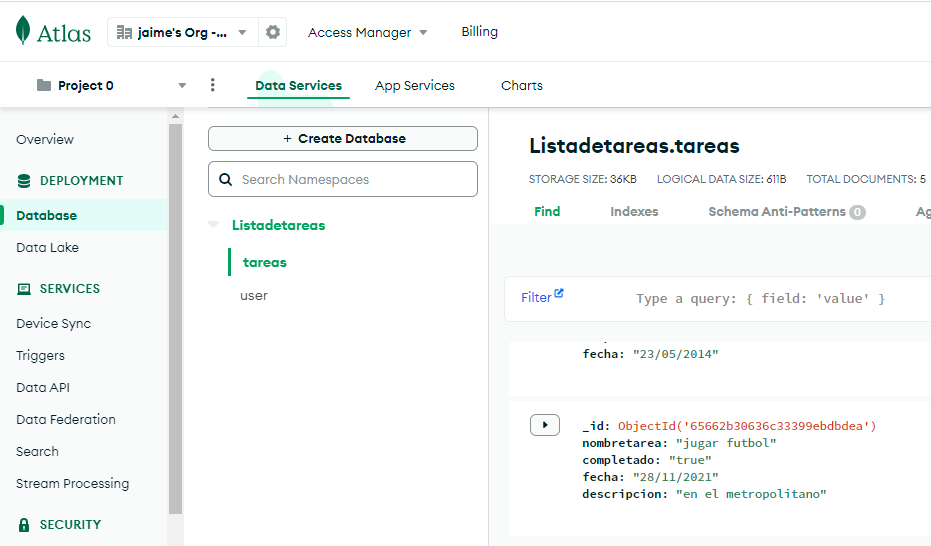 Atlas
jaime's Org -...
Access Manager
Billing
Project 0
Data Services
App Services
Charts
Overview
DEPLOYMENT
Database
Data Lake
SERVICES
Device Sync
Triggers
Data API
Data Federation
Search
Stream Processing
SECURITY
+ Create Database
Search Namespaces
Listadetareas
tareas
user
Listadetareas.tareas
STORAGE SIZE: 36KB LOGICAL DATA SIZE: 611B TOTAL DOCUMENTS: 5
Find Indexes Schema Anti-Patterns 0 Ag
Filter Type a query: { field: 'value' }
fecha: "23/05/2014"
_id: ObjectId('65662b30636c33399ebdbdea')
nombretarea: "jugar futbol"
completado: "true"
fecha: "28/11/2021"
descripcion: "en el metropolitano"